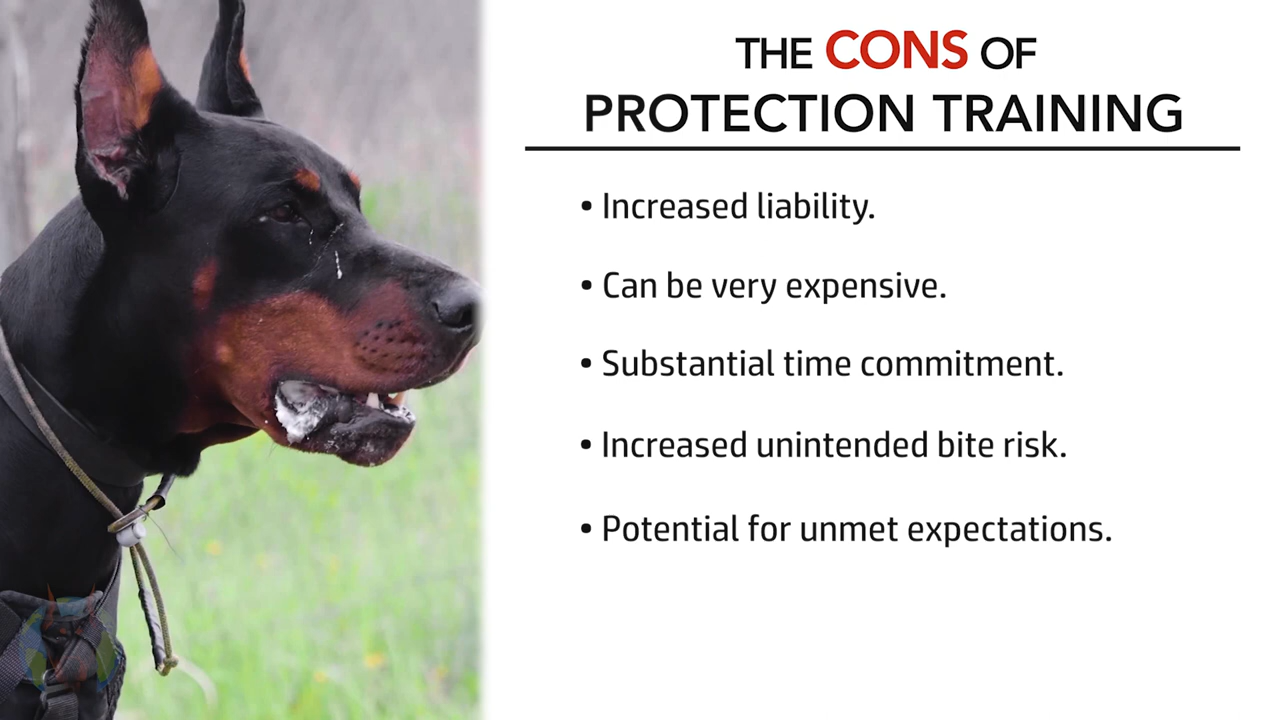 THE CONS OF
PROTECTION TRAINING
• Increased liability.
• Can be very expensive.
• Substantial time commitment.
• Increased unintended bite risk.
• Potential for unmet expectations.